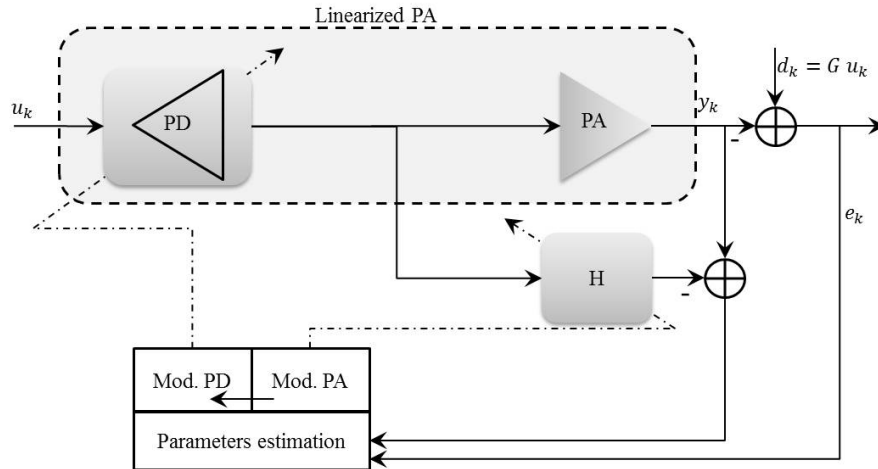 Linearized PA
u_k
PD
PA
y_k
d_k = G u_k
-
e_k
H
-
Mod. PD
Mod. PA
Parameters estimation